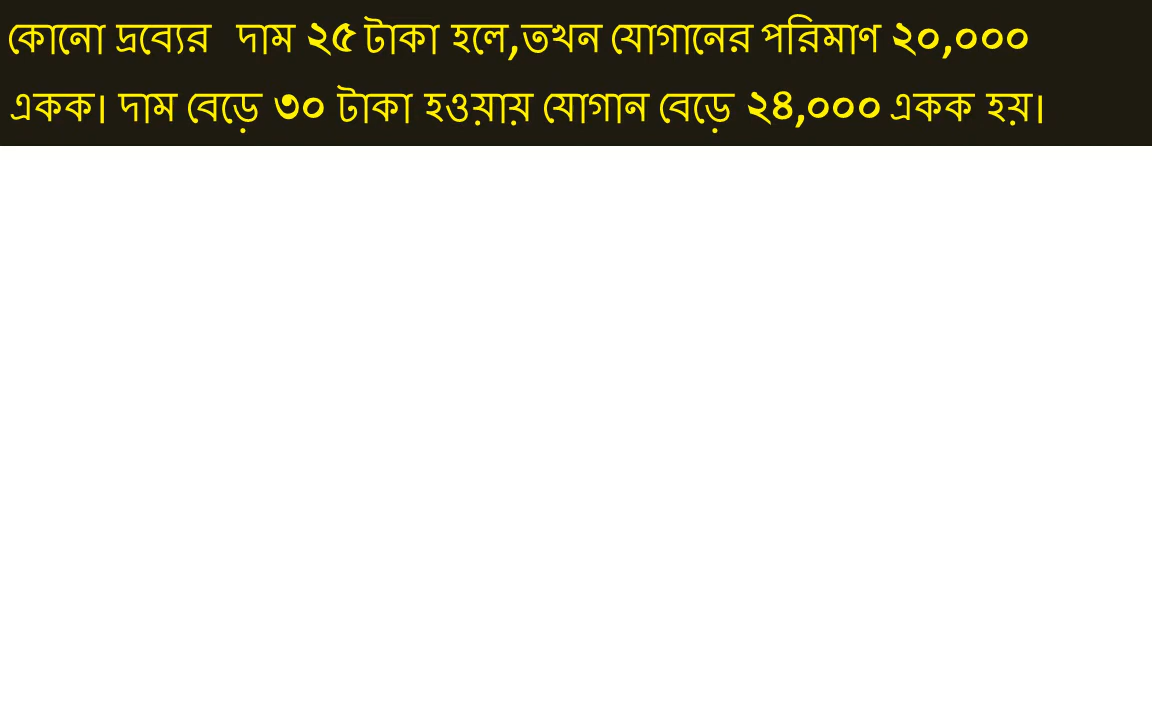 কোনো দ্রব্যের দাম ২৫ টাকা হলে,তখন যোগানের পরিমাণ ২০,০০০
একক। দাম বেড়ে ৩০ টাকা হওয়ায় যোগান বেড়ে ২৪,০০০ একক হয়।